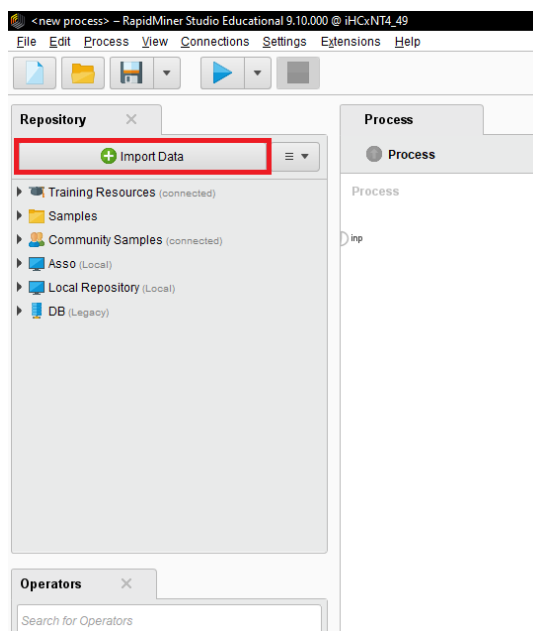 <new process> – RapidMiner Studio Educational 9.10.000 @ iHCxNT4_49
File Edit Process View Connections Settings Extensions Help
Repository
Import Data
Training Resources (connected)
Samples
Community Samples (connected)
Asso (Local)
Local Repository (Local)
DB (Legacy)
Process
Process
Process
inp
Operators
Search for Operators